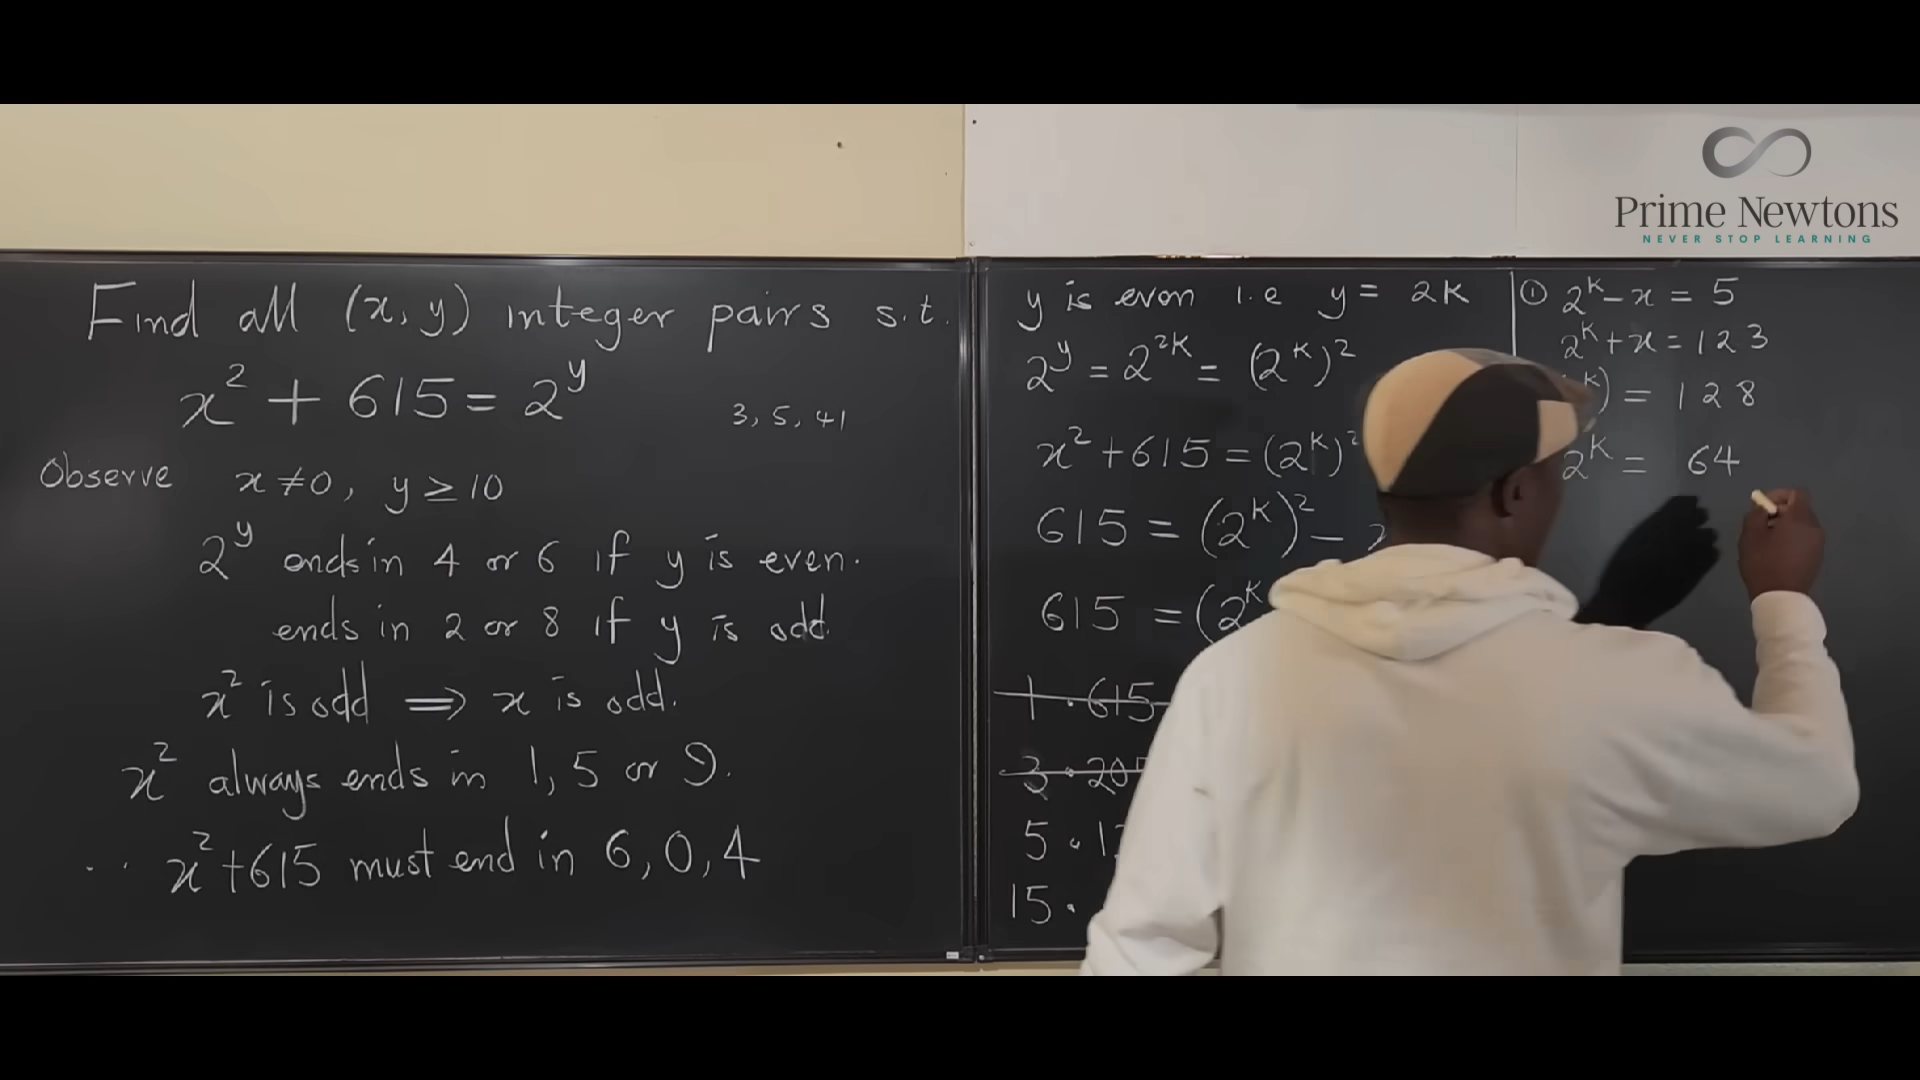 Prime Newtons
NEVER STOP LEARNING
Find all (x, y) integer pairs s.t.
x² + 615 = 2^y
3, 5, 41
Observe x ≠ 0, y ≥ 10
2^y ends in 4 or 6 if y is even.
ends in 2 or 8 if y is odd.
x² is odd ⟹ x is odd.
x² always ends in 1, 5 or 9.
∴ x² + 615 must end in 6, 0, 4
y is even i.e y = 2k
2^y = 2^2k = (2^k)²
x² + 615 = (2^k)²
615 = (2^k)² -
615 = (2^k
1 · 615
3 · 205
5 ·
15 ·
① 2^k - x = 5
2^k + x = 123
k) = 128
2^k = 64